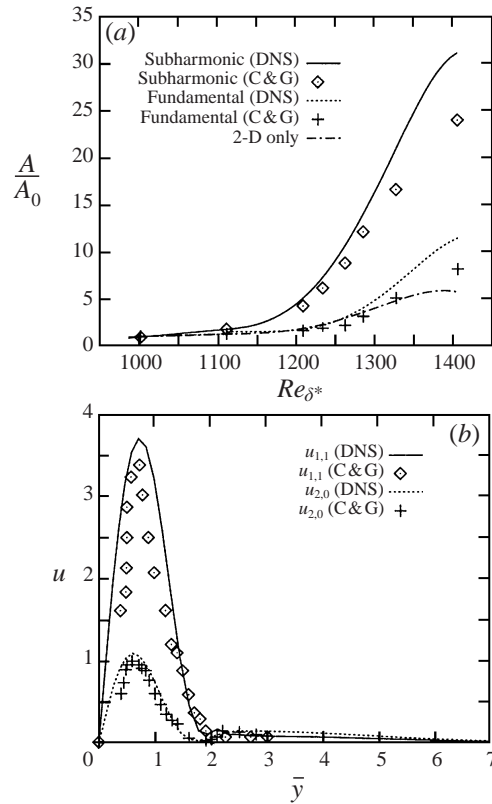 35
30
25
20
15
10
5
0
(a)
Subharmonic (DNS)
Subharmonic (C&G)
Fundamental (DNS)
Fundamental (C&G)
2-D only
A
A0
1000 1100 1200 1300 1400
Reδ*
4
3
2
1
0
(b)
u1,1 (DNS)
u1,1 (C&G)
u2,0 (DNS)
u2,0 (C&G)
u
1 2 3 4 5 6 7
y̅